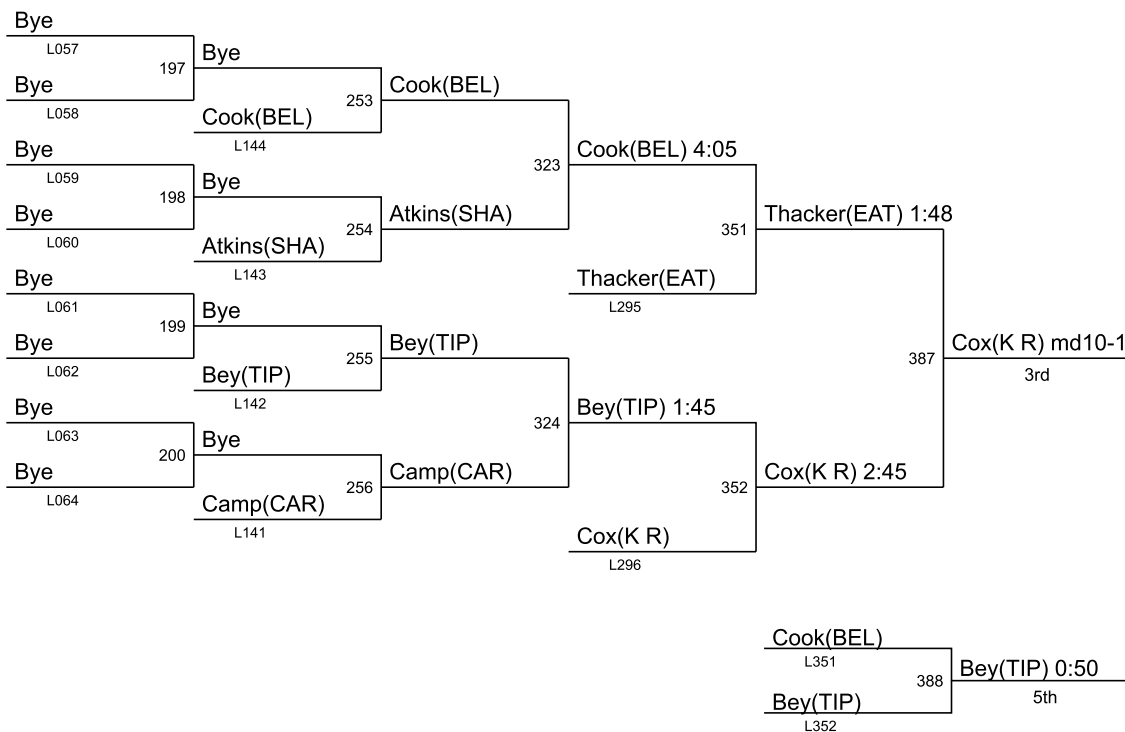 Bye
L057
197
Bye
Bye
L058
253
Cook(BEL)
Cook(BEL)
L144
Bye
L059
198
Bye
Bye
L060
254
Atkins(SHA)
Atkins(SHA)
L143
323
Cook(BEL) 4:05
351
Thacker(EAT) 1:48
Thacker(EAT)
L295
Bye
L061
199
Bye
Bye
L062
255
Bey(TIP)
Bey(TIP)
L142
Bye
L063
200
Bye
Bye
L064
256
Camp(CAR)
Camp(CAR)
L141
324
Bey(TIP) 1:45
352
Cox(K R) 2:45
Cox(K R)
L296
387
Cox(K R) md10-1
3rd
Cook(BEL)
L351
388
Bey(TIP) 0:50
5th
Bey(TIP)
L352